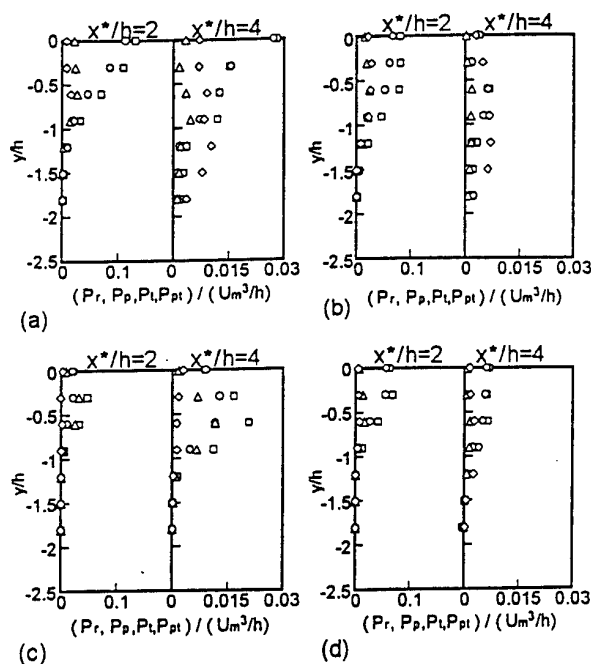 x*/h=2 x*/h=4
0
-0.5
-1
-1.5
-2
-2.5
y/h
0 0.1 0 0.015 0.03
(Pr, Pp,Pt,Ppt)/(Um³/h)
(a)
x*/h=2 x*/h=4
0
-0.5
-1
-1.5
-2
-2.5
y/h
0 0.1 0 0.015 0.03
(Pr, Pp,Pt,Ppt)/(Um³/h)
(b)
x*/h=2 x*/h=4
0
-0.5
-1
-1.5
-2
-2.5
y/h
0 0.1 0 0.015 0.03
(Pr, Pp,Pt,Ppt)/(Um³/h)
(c)
x*/h=2 x*/h=4
0
-0.5
-1
-1.5
-2
-2.5
y/h
0 0.1 0 0.015 0.03
(Pr, Pp,Pt,Ppt)/(Um³/h)
(d)